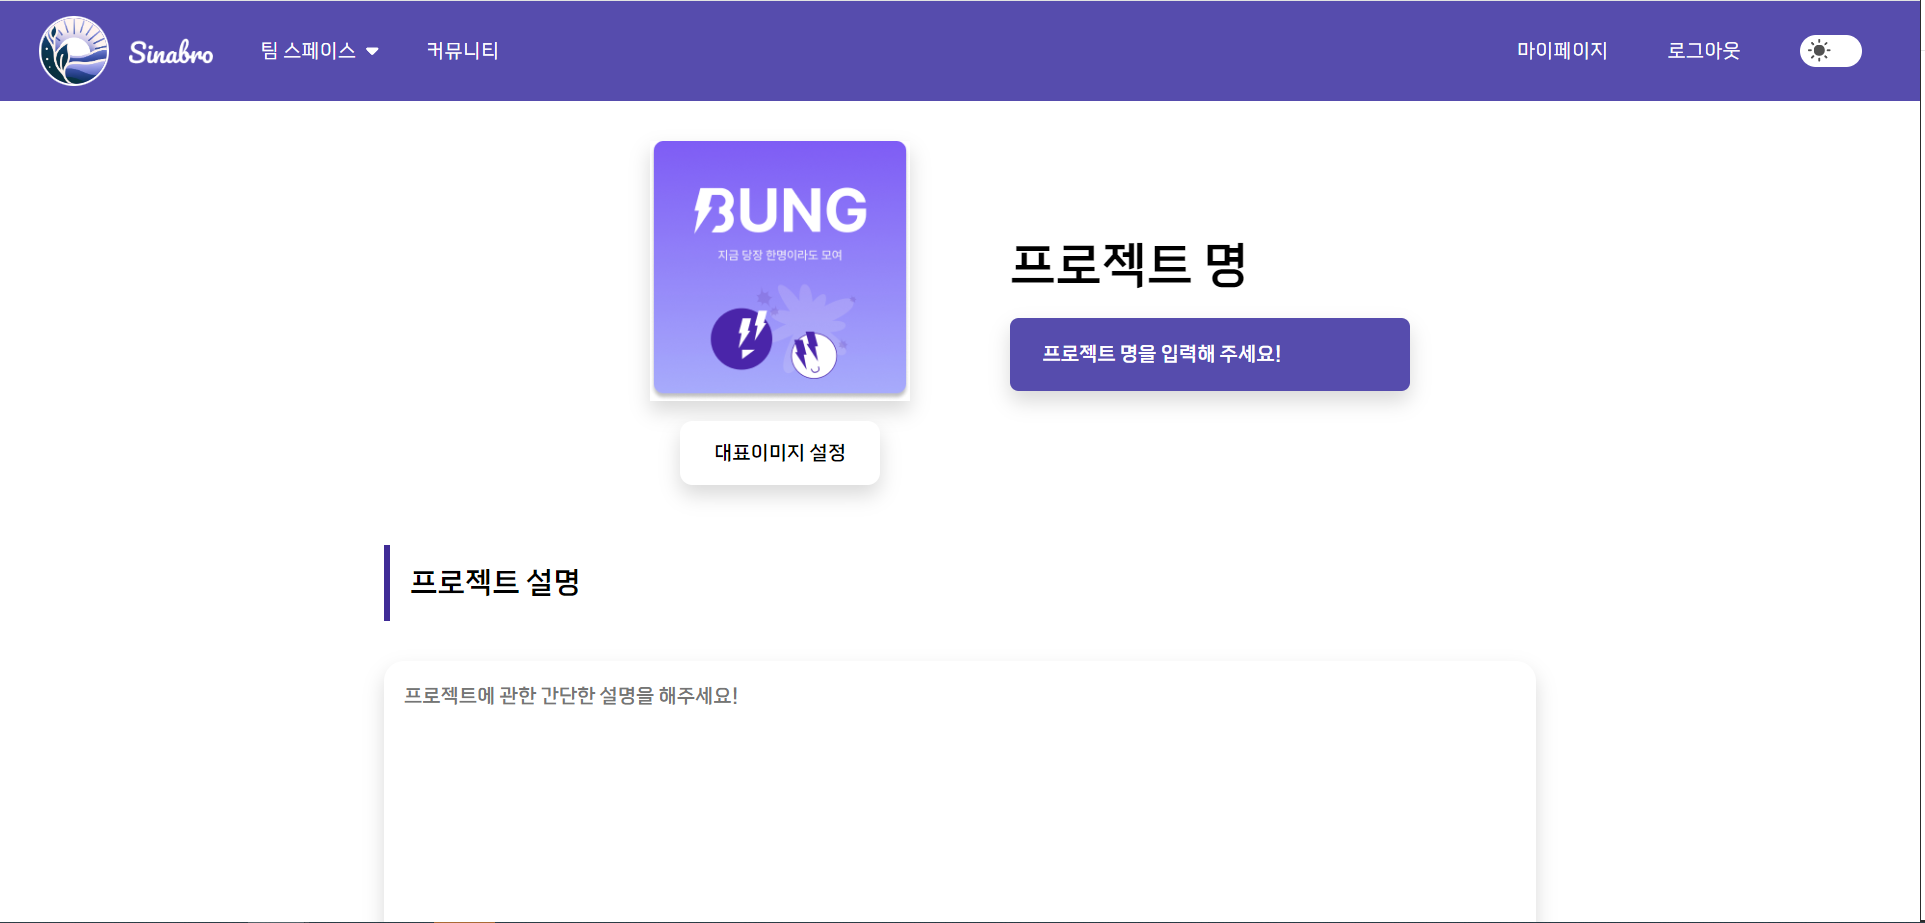 Sinabro
팀 스페이스
커뮤니티
마이페이지
로그아웃
BUNG
지금 당장 한명이라도 모여
대표이미지 설정
프로젝트 명
프로젝트 명을 입력해 주세요!
프로젝트 설명
프로젝트에 관한 간단한 설명을 해주세요!